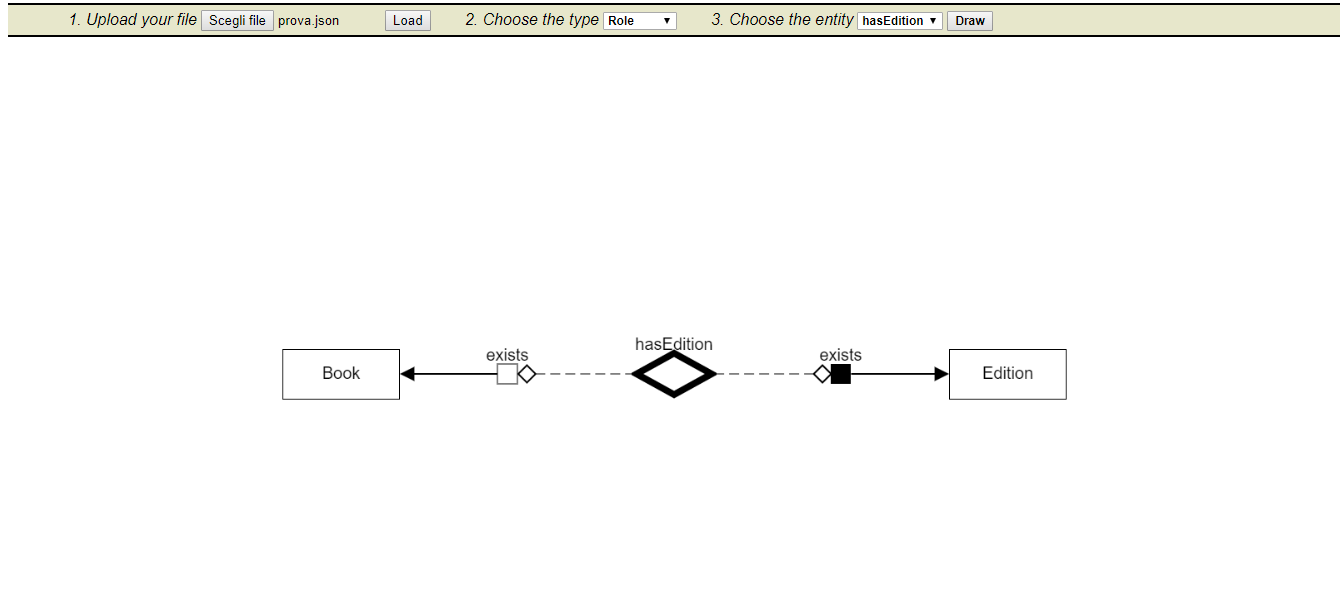 1. Upload your file Scegli file prova.json Load 2. Choose the type Role 3. Choose the entity hasEdition Draw
hasEdition
exists exists
Book Edition